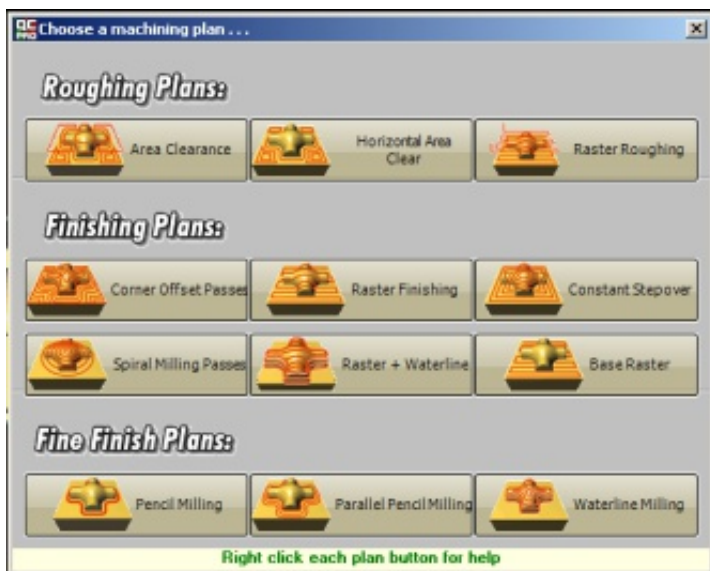 QC
PRO
Choose a machining plan . . .
Roughing Plans:
Area Clearance
Horizontal Area
Clear
Raster Roughing
Finishing Plans:
Corner Offset Passes
Raster Finishing
Constant Stepover
Spiral Milling Passes
Raster + Waterline
Base Raster
Fine Finish Plans:
Pencil Milling
Parallel Pencil Milling
Waterline Milling
Right click each plan button for help